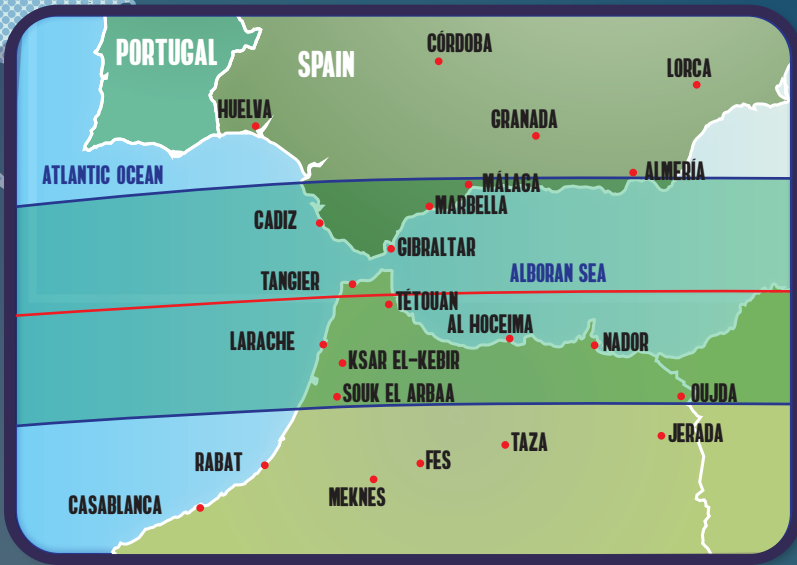 CÓRDOBA
PORTUGAL
SPAIN
LORCA
HUELVA
GRANADA
ATLANTIC OCEAN
ALMERÍA
MÁLAGA
MARBELLA
CADIZ
GIBRALTAR
ALBORAN SEA
TANGIER
TÉTOUAN
AL HOCEIMA
LARACHE
NADOR
KSAR EL-KEBIR
SOUK EL ARBAA
OUJDA
JERADA
TAZA
RABAT
FES
MEKNES
CASABLANCA